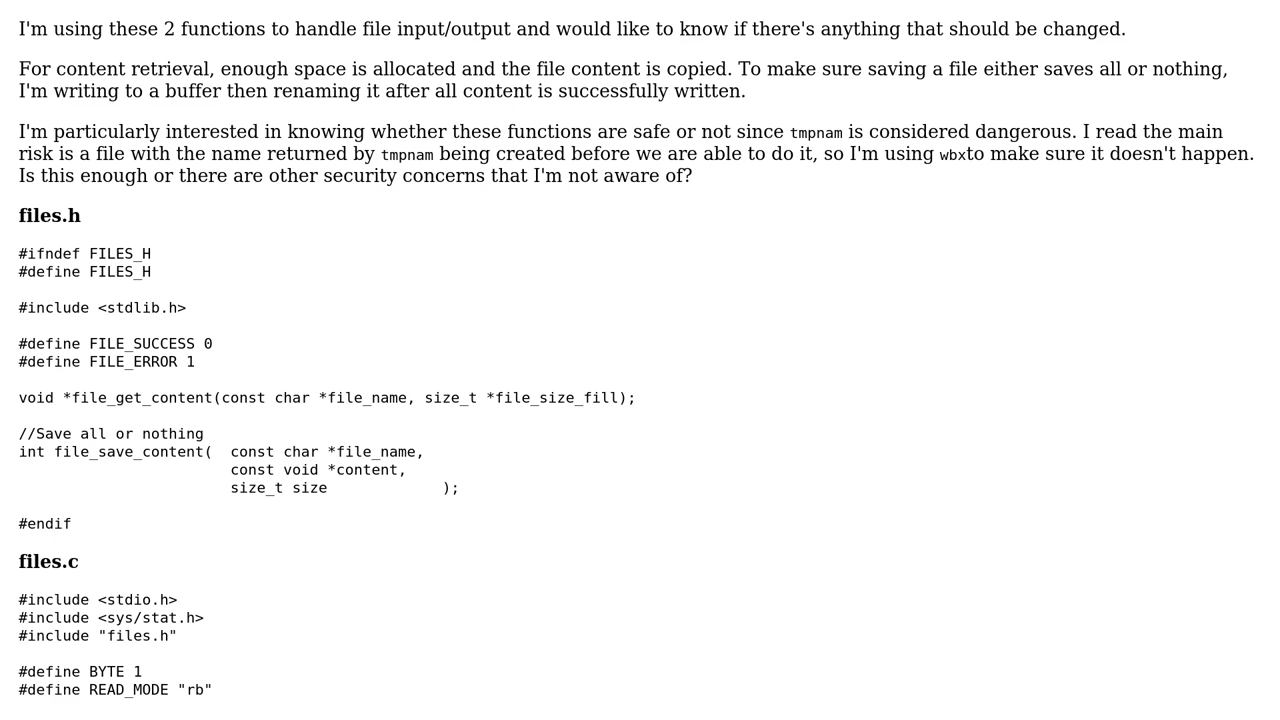 I'm using these 2 functions to handle file input/output and would like to know if there's anything that should be changed.
For content retrieval, enough space is allocated and the file content is copied. To make sure saving a file either saves all or nothing,
I'm writing to a buffer then renaming it after all content is successfully written.
I'm particularly interested in knowing whether these functions are safe or not since tmpnam is considered dangerous. I read the main
risk is a file with the name returned by tmpnam being created before we are able to do it, so I'm using wbxto make sure it doesn't happen.
Is this enough or there are other security concerns that I'm not aware of?
files.h
#ifndef FILES_H
#define FILES_H
#include <stdlib.h>
#define FILE_SUCCESS 0
#define FILE_ERROR 1
void *file_get_content(const char *file_name, size_t *file_size_fill);
//Save all or nothing
int file_save_content(  const char *file_name,
                        const void *content,
                        size_t size             );
#endif
files.c
#include <stdio.h>
#include <sys/stat.h>
#include "files.h"
#define BYTE 1
#define READ_MODE "rb"